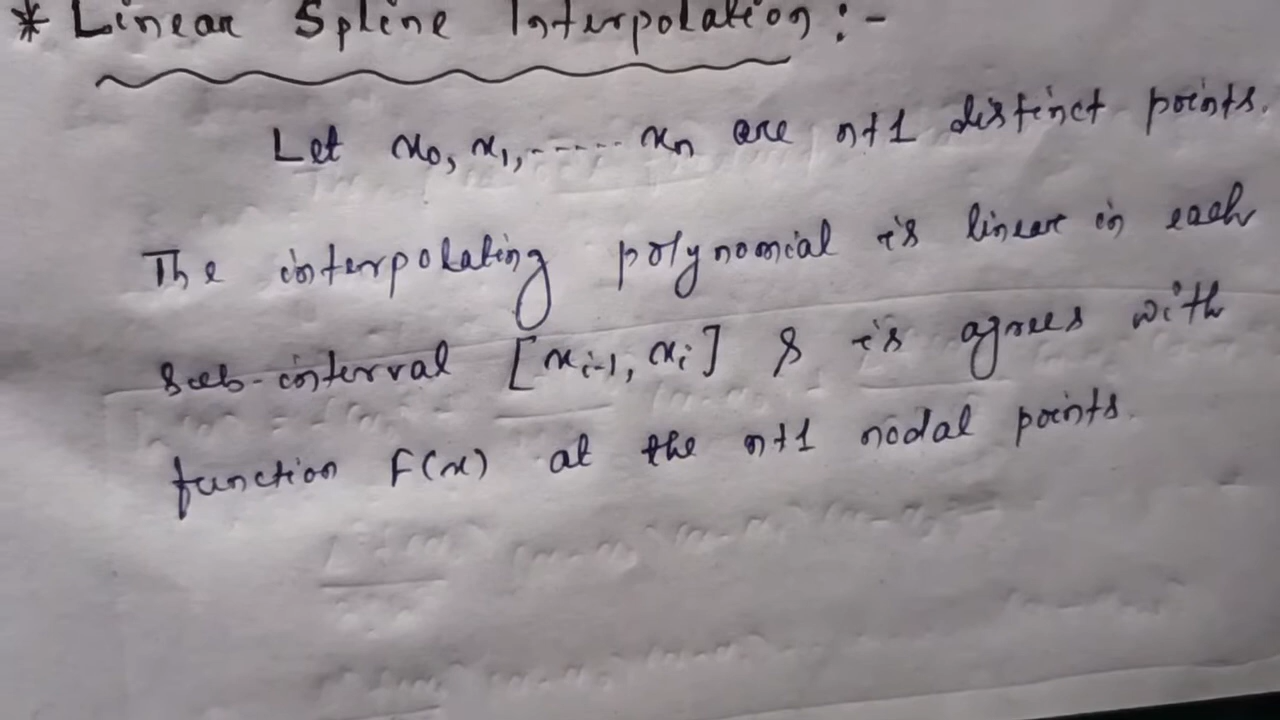 * Linear Spline Interpolation :-
Let x₀, x₁, ------ xₙ are n+1 distinct points.
The interpolating polynomial is linear in each
sub-interval [xᵢ₋₁, xᵢ] & is agrees with
function F(x) at the n+1 nodal points.